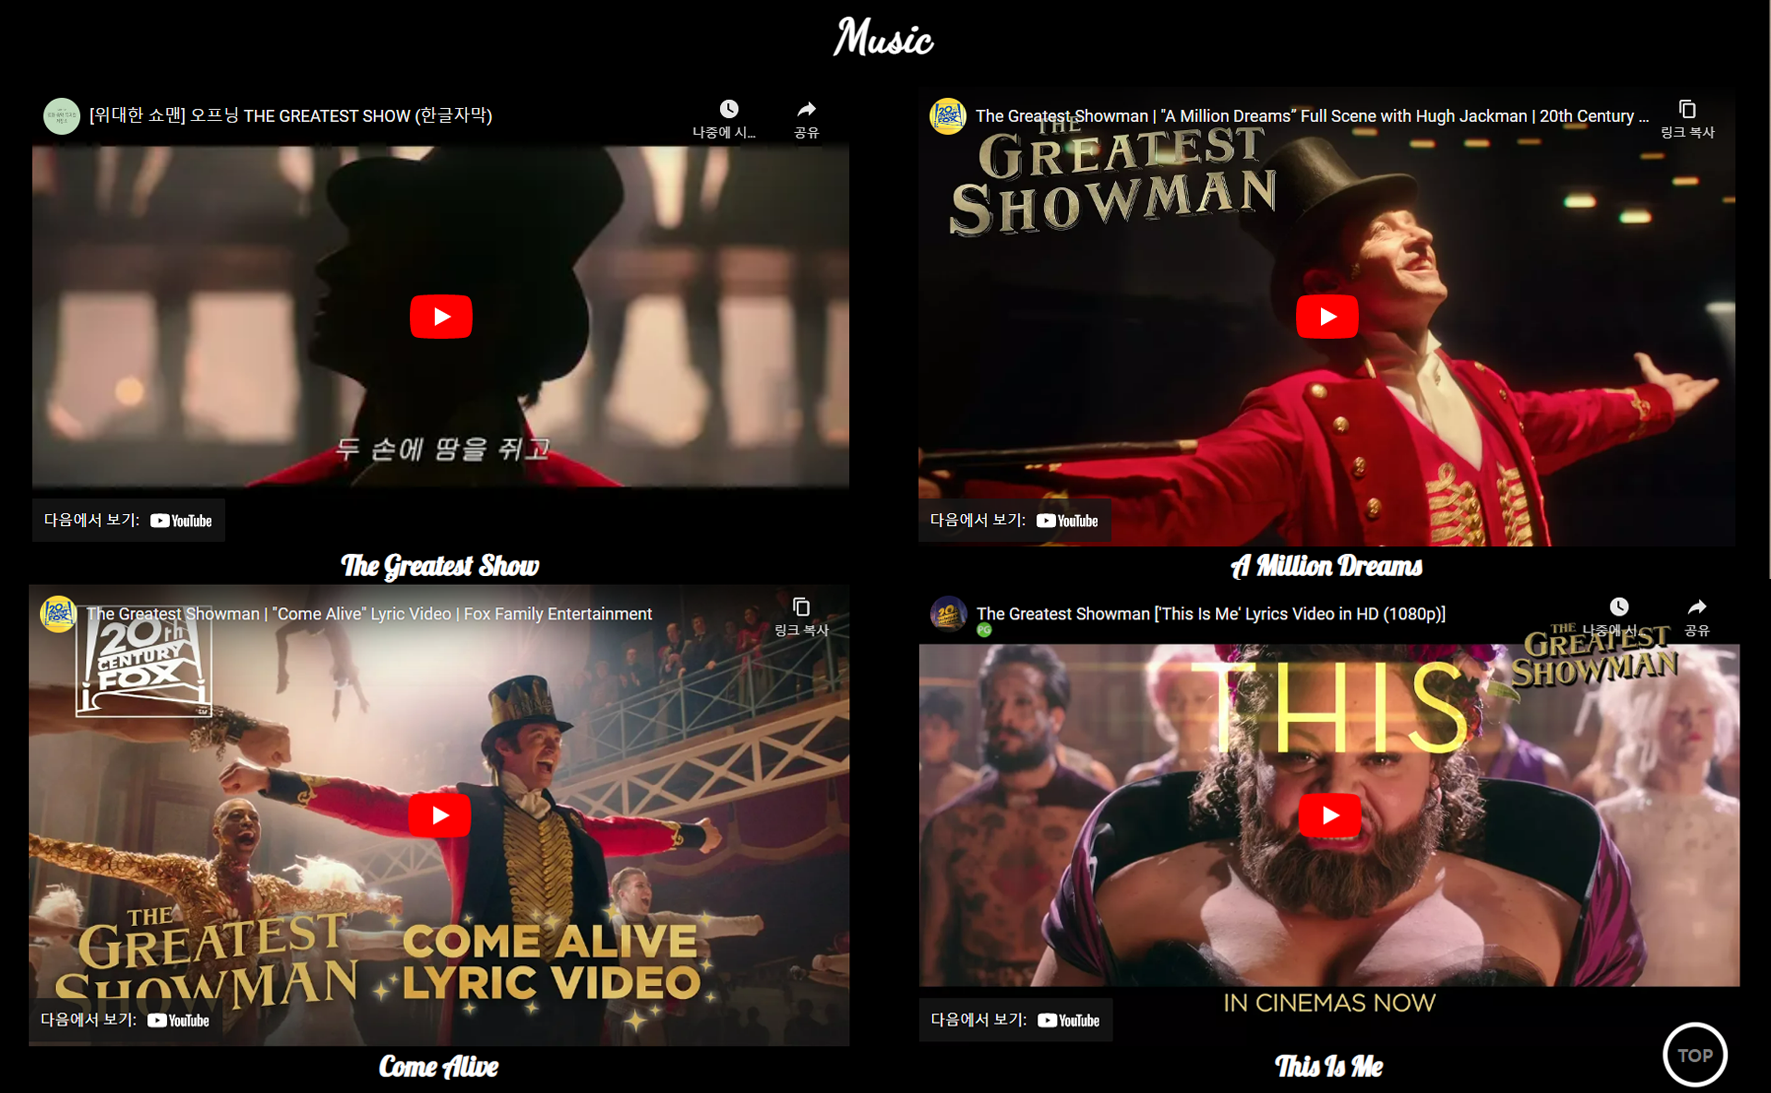 Music
[위대한 쇼맨] 오프닝 THE GREATEST SHOW (한글자막)
나중에 시...
공유
두 손에 땀을 쥐고
다음에서 보기: YouTube
The Greatest Show
The Greatest Showman | "A Million Dreams" Full Scene with Hugh Jackman | 20th Century ...
링크 복사
THE
GREATEST
SHOWMAN
다음에서 보기: YouTube
A Million Dreams
The Greatest Showman | "Come Alive" Lyric Video | Fox Family Entertainment
링크 복사
20th
CENTURY
FOX
THE
GREATEST
SHOWMAN
COME ALIVE
LYRIC VIDEO
다음에서 보기: YouTube
Come Alive
The Greatest Showman ['This Is Me' Lyrics Video in HD (1080p)]
PG
나중에 시...
공유
THE
GREATEST
SHOWMAN
THIS
IN CINEMAS NOW
다음에서 보기: YouTube
This Is Me
TOP